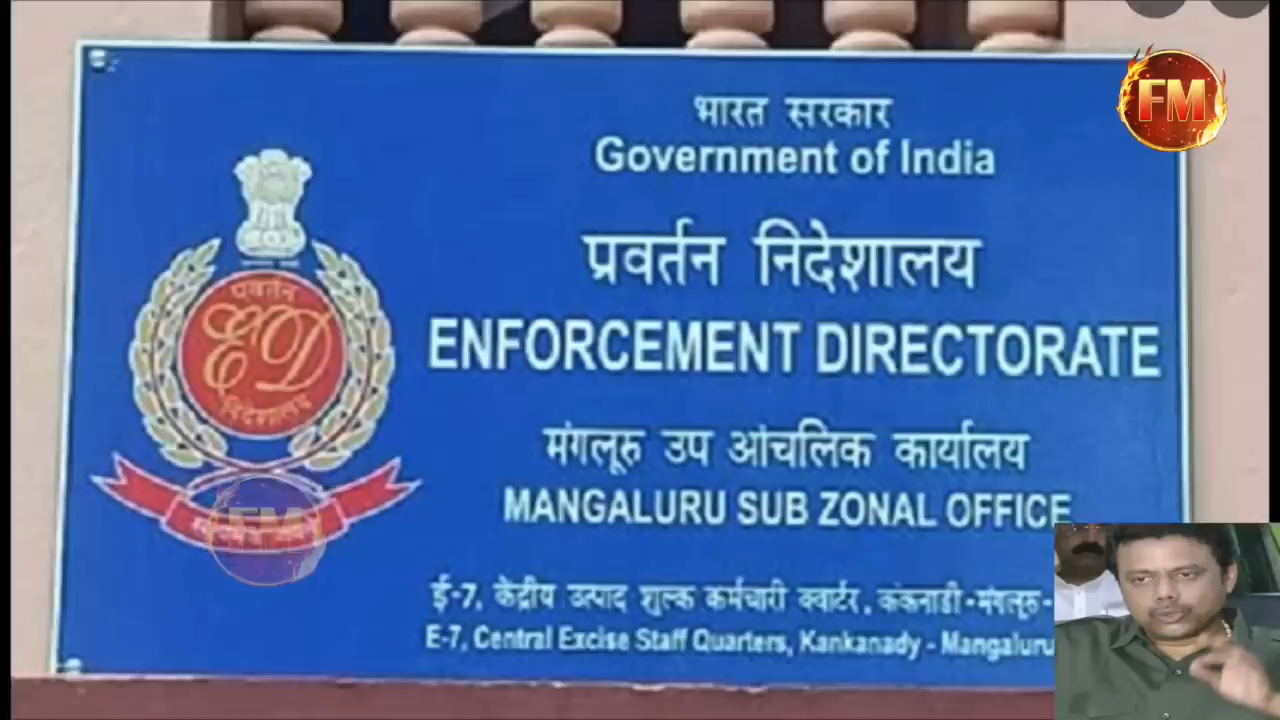 भारत सरकार
Government of India
प्रवर्तन निदेशालय
ENFORCEMENT DIRECTORATE
मंगलूरु उप आंचलिक कार्यालय
MANGALURU SUB ZONAL OFFICE
ई-7, केंद्रीय उत्पाद शुल्क कर्मचारी क्वार्टर, कंकनाडी-मंगलूरु-
E-7, Central Excise Staff Quarters, Kankanady - Mangaluru
प्रवर्तन
ED
निदेशालय
FM
FM